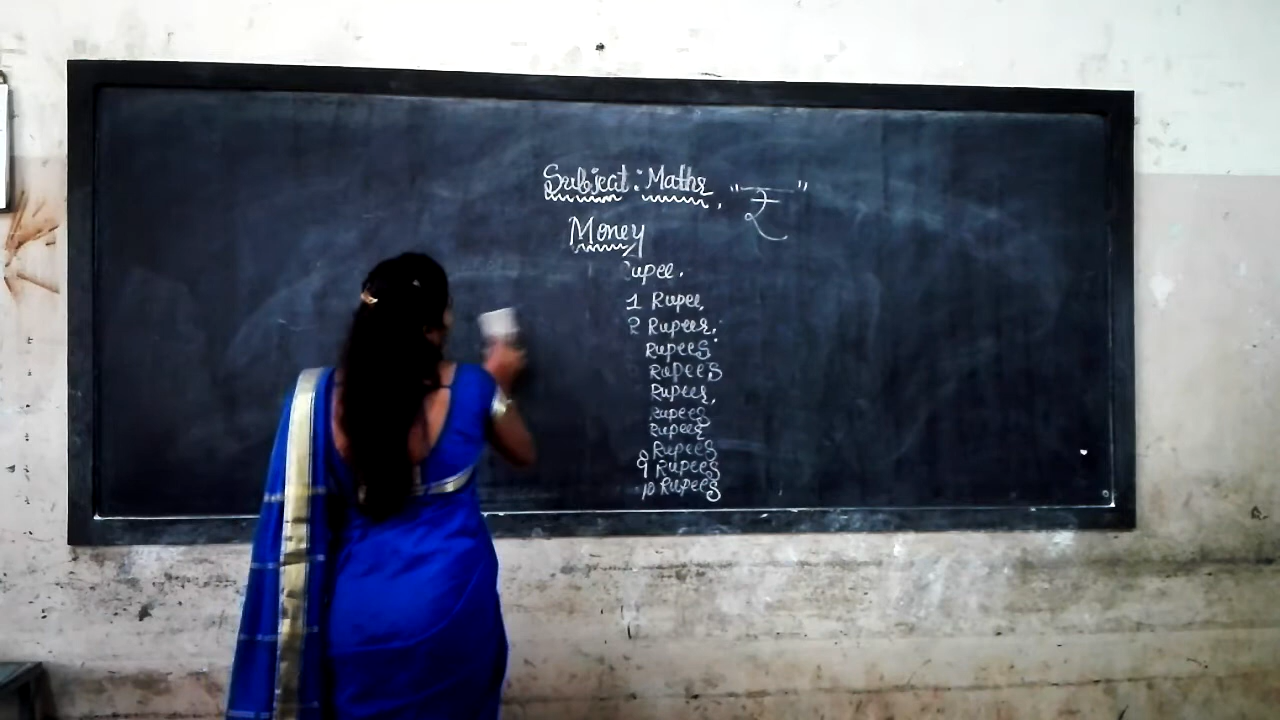 Subject : Maths, "₹"
Money
Rupee.
1 Rupee,
2 Rupees.
Rupees
Rupees
Rupees,
Rupees
Rupees
Rupees
9 Rupees
10 Rupees